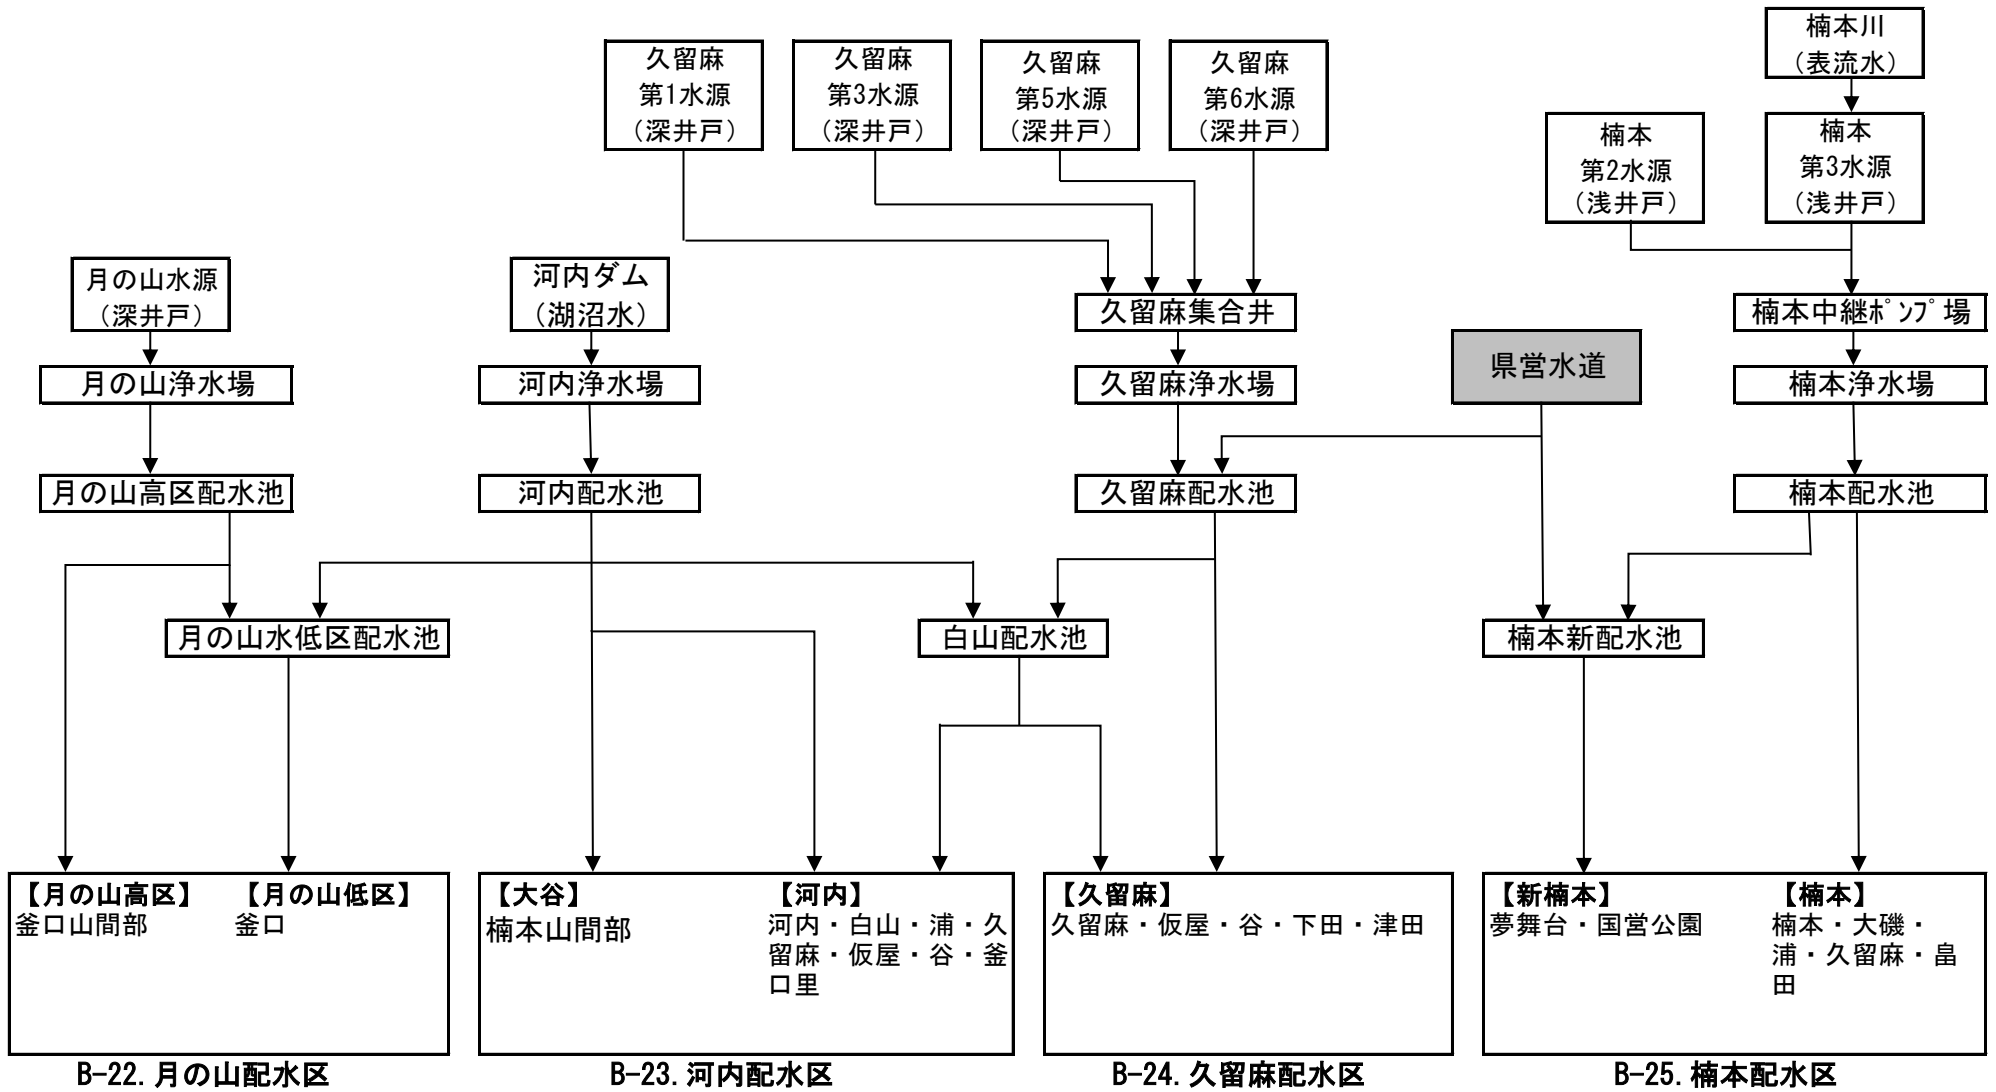 楠本川
（表流水）
久留麻
第1水源
（深井戸）
久留麻
第3水源
（深井戸）
久留麻
第5水源
（深井戸）
久留麻
第6水源
（深井戸）
楠本
第2水源
（浅井戸）
楠本
第3水源
（浅井戸）
月の山水源
（深井戸）
河内ダム
（湖沼水）
久留麻集合井
楠本中継ﾎﾟﾝﾌﾟ場
県営水道
月の山浄水場
河内浄水場
久留麻浄水場
楠本浄水場
月の山高区配水池
河内配水池
久留麻配水池
楠本配水池
月の山水低区配水池
白山配水池
楠本新配水池
【月の山高区】
釜口山間部
【月の山低区】
釜口
【大谷】
楠本山間部
【河内】
河内・白山・浦・久
留麻・仮屋・谷・釜
口里
【久留麻】
久留麻・仮屋・谷・下田・津田
【新楠本】
夢舞台・国営公園
【楠本】
楠本・大磯・
浦・久留麻・畠
田
B-22.月の山配水区
B-23.河内配水区
B-24.久留麻配水区
B-25.楠本配水区